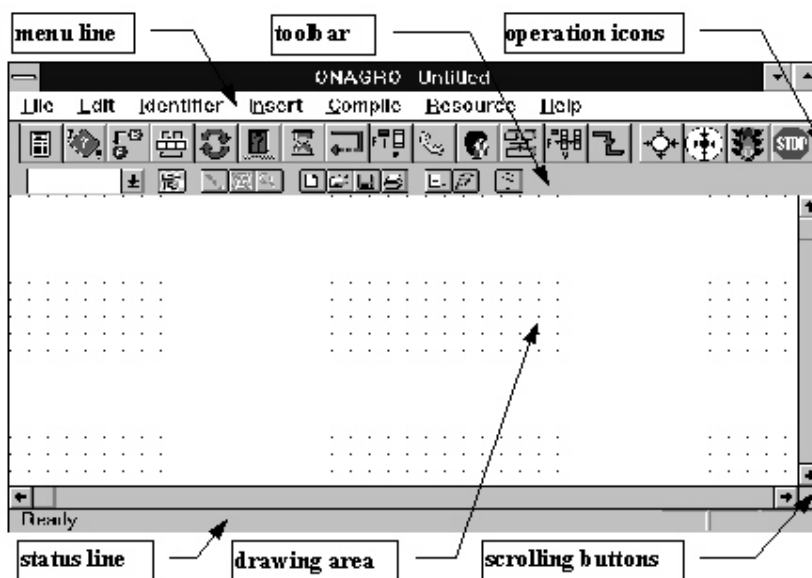 menu line
toolbar
operation icons
ONAGRO Untitled
File Edit Identifier Insert Compile Resource Help
STOP
Ready
status line
drawing area
scrolling buttons